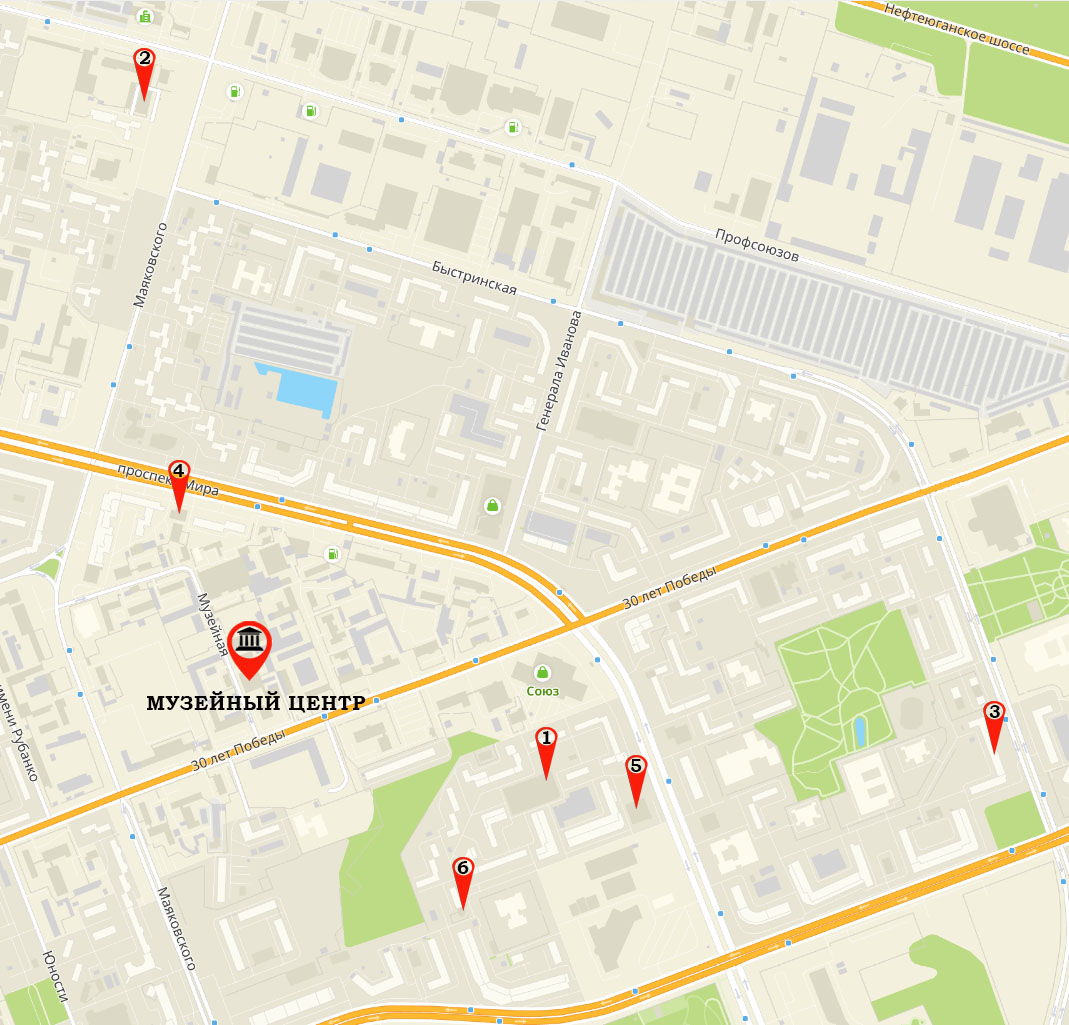 Нефтеюганское шоссе
2
Профсоюзов
Маяковского
Быстринская
Генерала Иванова
4
проспект Мира
30 лет Победы
Музейная
МУЗЕЙНЫЙ ЦЕНТР
Союз
имени Рубанко
30 лет Победы
1
3
5
6
Маяковского
Юности